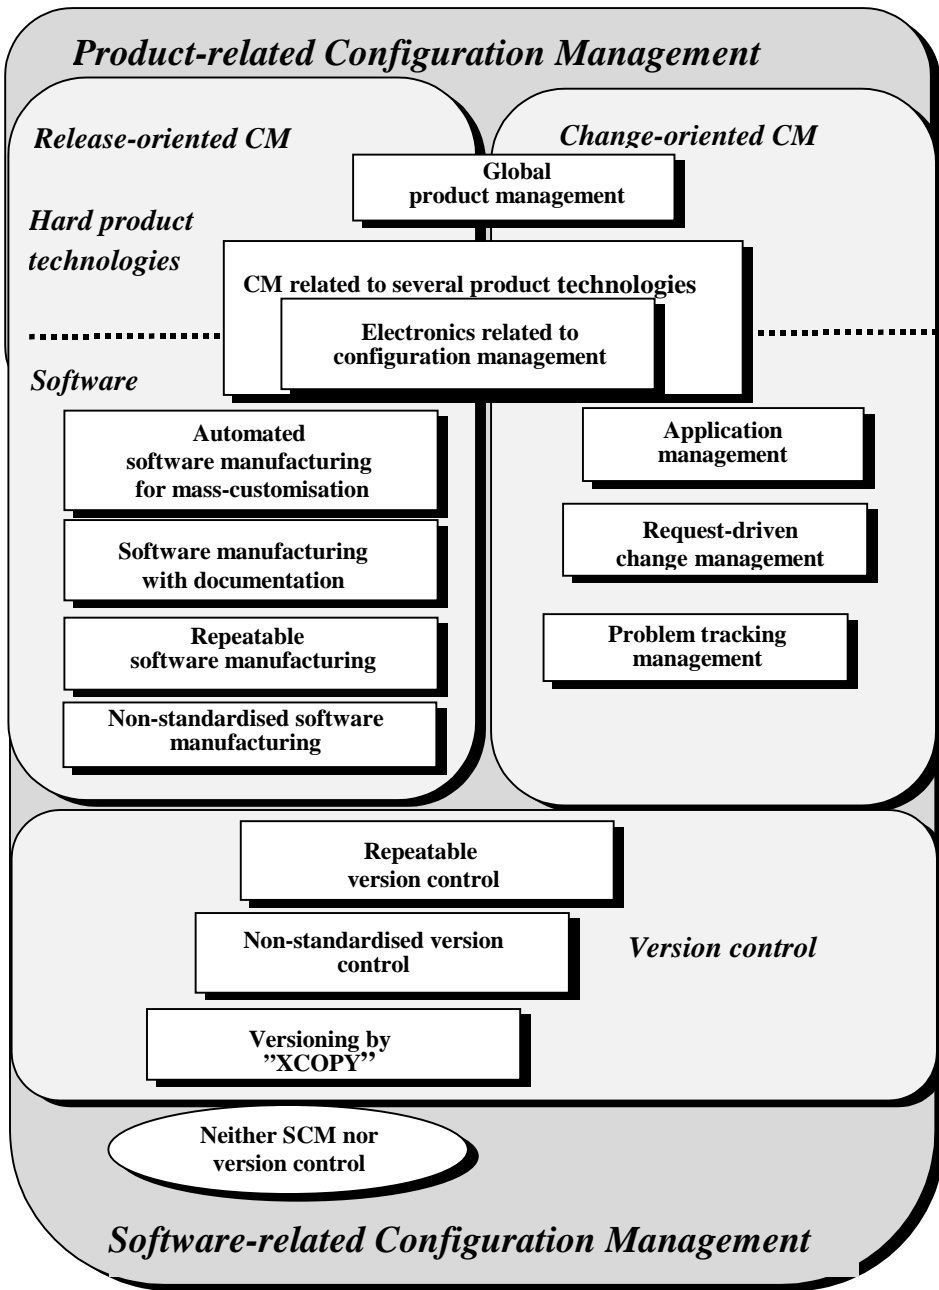 Product-related Configuration Management
Release-oriented CM
Change-oriented CM
Global
product management
Hard product
technologies
CM related to several product technologies
Electronics related to
configuration management
Software
Automated
software manufacturing
for mass-customisation
Application
management
Software manufacturing
with documentation
Request-driven
change management
Repeatable
software manufacturing
Problem tracking
management
Non-standardised software
manufacturing
Repeatable
version control
Non-standardised version
control
Version control
Versioning by
”XCOPY”
Neither SCM nor
version control
Software-related Configuration Management